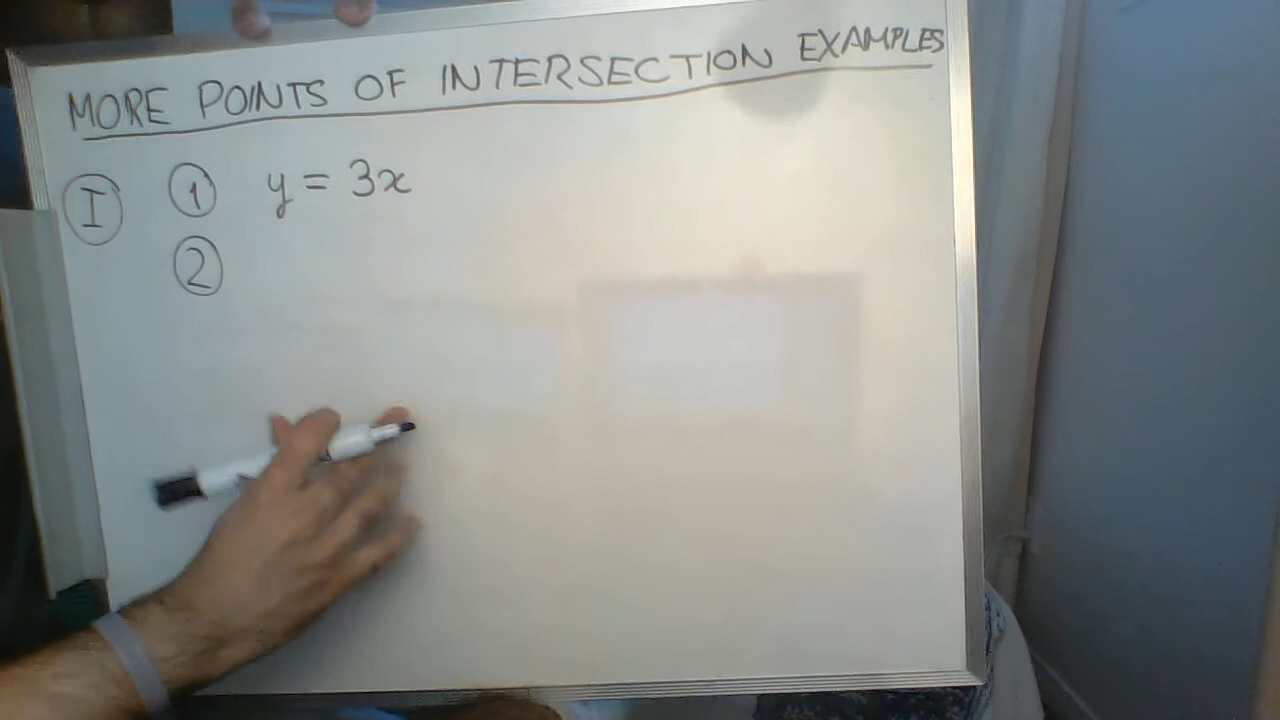 MORE POINTS OF INTERSECTION EXAMPLES
I 1 y = 3x
2